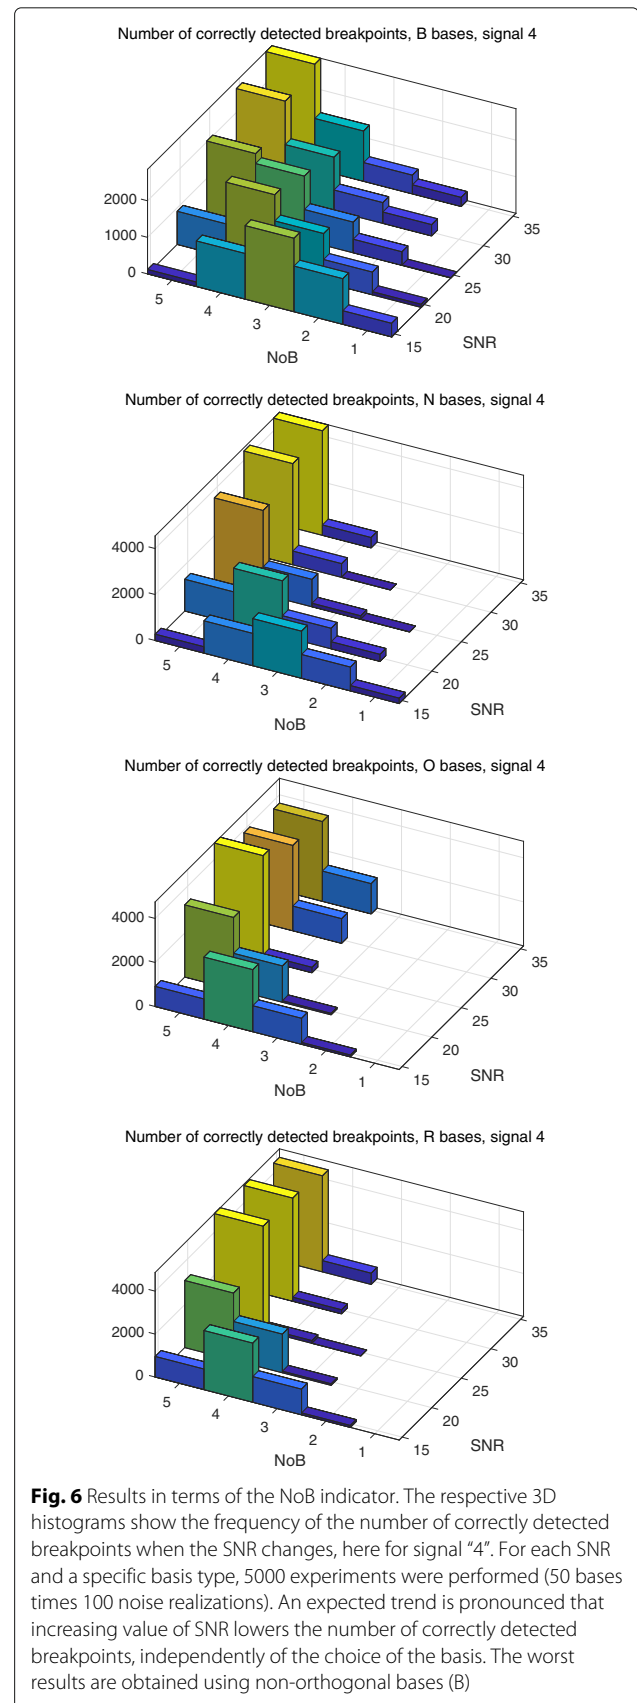 Number of correctly detected breakpoints, B bases, signal 4
2000
1000
0
5
4
3
2
1
NoB
15
20
25
30
35
SNR
Number of correctly detected breakpoints, N bases, signal 4
4000
2000
0
5
4
3
2
1
NoB
15
20
25
30
35
SNR
Number of correctly detected breakpoints, O bases, signal 4
4000
2000
0
5
4
3
2
1
NoB
15
20
25
30
35
SNR
Number of correctly detected breakpoints, R bases, signal 4
4000
2000
0
5
4
3
2
1
NoB
15
20
25
30
35
SNR
Fig. 6 Results in terms of the NoB indicator. The respective 3D
histograms show the frequency of the number of correctly detected
breakpoints when the SNR changes, here for signal “4”. For each SNR
and a specific basis type, 5000 experiments were performed (50 bases
times 100 noise realizations). An expected trend is pronounced that
increasing value of SNR lowers the number of correctly detected
breakpoints, independently of the choice of the basis. The worst
results are obtained using non-orthogonal bases (B)